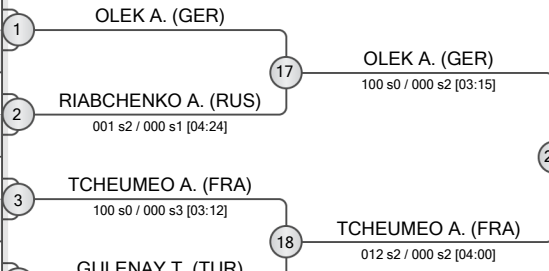 OLEK A. (GER)
1
17
OLEK A. (GER)
100 s0 / 000 s2 [03:15]
RIABCHENKO A. (RUS)
2
001 s2 / 000 s1 [04:24]
2
TCHEUMEO A. (FRA)
3
100 s0 / 000 s3 [03:12]
18
TCHEUMEO A. (FRA)
012 s2 / 000 s2 [04:00]
GULENAY T. (TUR)